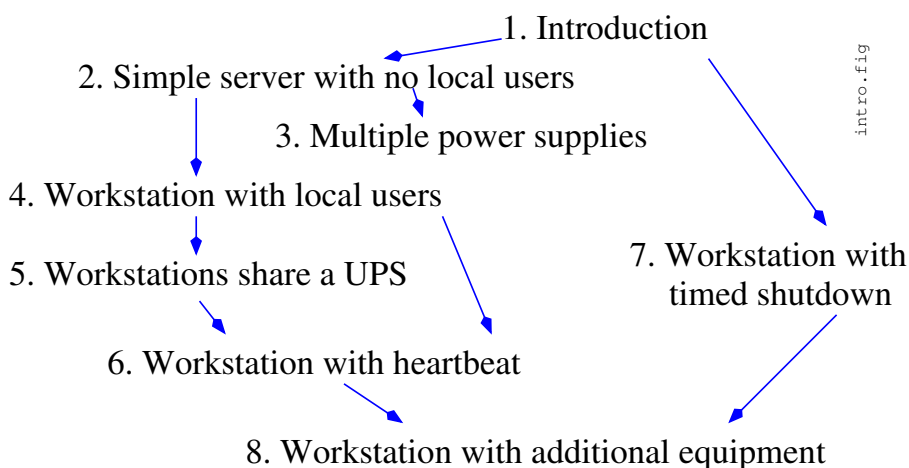 1. Introduction
intro.fig
2. Simple server with no local users
3. Multiple power supplies
4. Workstation with local users
5. Workstations share a UPS
7. Workstation with
timed shutdown
6. Workstation with heartbeat
8. Workstation with additional equipment